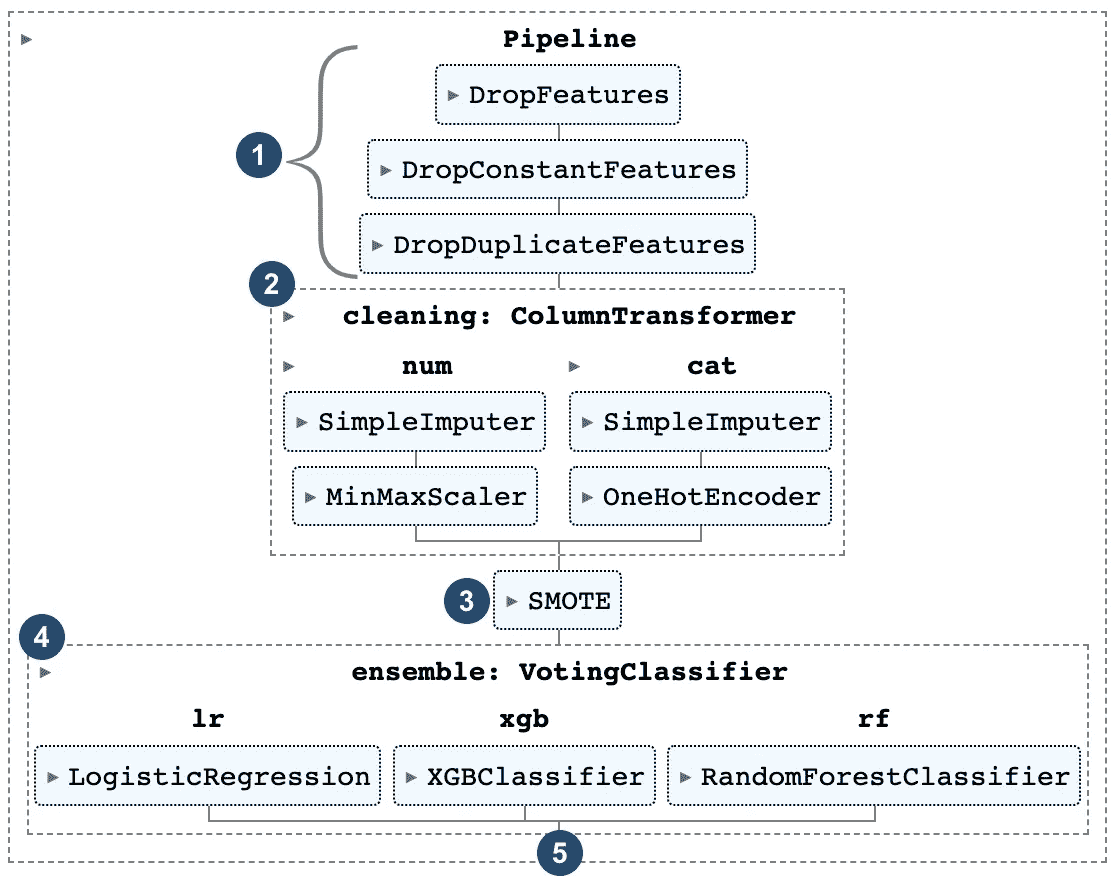 Pipeline
DropFeatures
1
DropConstantFeatures
DropDuplicateFeatures
2
cleaning: ColumnTransformer
num cat
SimpleImputer SimpleImputer
MinMaxScaler OneHotEncoder
3 SMOTE
4
ensemble: VotingClassifier
lr xgb rf
LogisticRegression XGBClassifier RandomForestClassifier
5